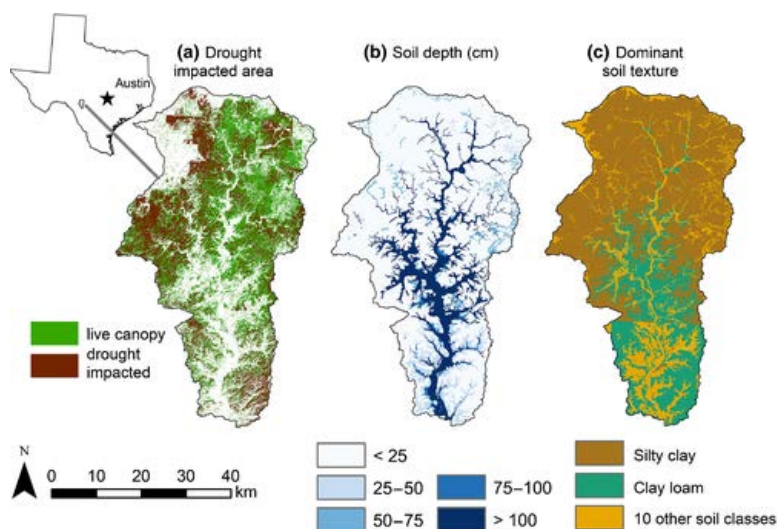 Austin
(a) Drought
impacted area
(b) Soil depth (cm)
(c) Dominant
soil texture
live canopy
drought
impacted
N
0 10 20 30 40
km
< 25
25–50
50–75
75–100
> 100
Silty clay
Clay loam
10 other soil classes